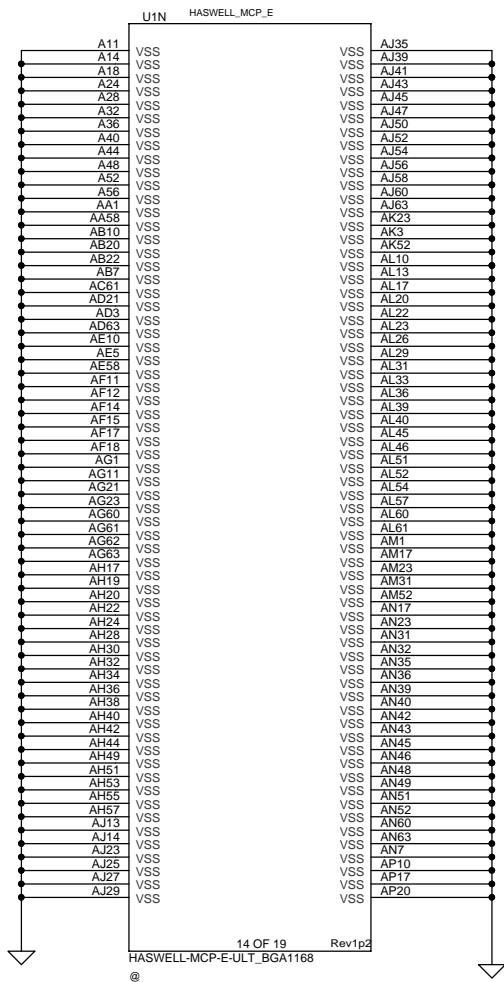 U1N HASWELL_MCP_E
A11 VSS VSS AJ35
A14 VSS VSS AJ39
A18 VSS VSS AJ41
A24 VSS VSS AJ43
A28 VSS VSS AJ45
A32 VSS VSS AJ47
A36 VSS VSS AJ50
A40 VSS VSS AJ52
A44 VSS VSS AJ54
A48 VSS VSS AJ56
A52 VSS VSS AJ58
A56 VSS VSS AJ60
AA1 VSS VSS AJ63
AA58 VSS VSS AK23
AB10 VSS VSS AK3
AB20 VSS VSS AK52
AB22 VSS VSS AL10
AB7 VSS VSS AL13
AC61 VSS VSS AL17
AD21 VSS VSS AL20
AD3 VSS VSS AL22
AD63 VSS VSS AL23
AE10 VSS VSS AL26
AE5 VSS VSS AL29
AE58 VSS VSS AL31
AF11 VSS VSS AL33
AF12 VSS VSS AL36
AF14 VSS VSS AL39
AF15 VSS VSS AL40
AF17 VSS VSS AL45
AF18 VSS VSS AL46
AG1 VSS VSS AL51
AG11 VSS VSS AL52
AG21 VSS VSS AL54
AG23 VSS VSS AL57
AG60 VSS VSS AL60
AG61 VSS VSS AL61
AG62 VSS VSS AM1
AG63 VSS VSS AM17
AH17 VSS VSS AM23
AH19 VSS VSS AM31
AH20 VSS VSS AM52
AH22 VSS VSS AN17
AH24 VSS VSS AN23
AH28 VSS VSS AN31
AH30 VSS VSS AN32
AH32 VSS VSS AN35
AH34 VSS VSS AN36
AH36 VSS VSS AN39
AH38 VSS VSS AN40
AH40 VSS VSS AN42
AH42 VSS VSS AN43
AH44 VSS VSS AN45
AH49 VSS VSS AN46
AH51 VSS VSS AN48
AH53 VSS VSS AN49
AH55 VSS VSS AN51
AH57 VSS VSS AN52
AJ13 VSS VSS AN60
AJ14 VSS VSS AN63
AJ23 VSS VSS AN7
AJ25 VSS VSS AP10
AJ27 VSS VSS AP17
AJ29 VSS VSS AP20
14 OF 19 Rev1p2
HASWELL-MCP-E-ULT_BGA1168
@